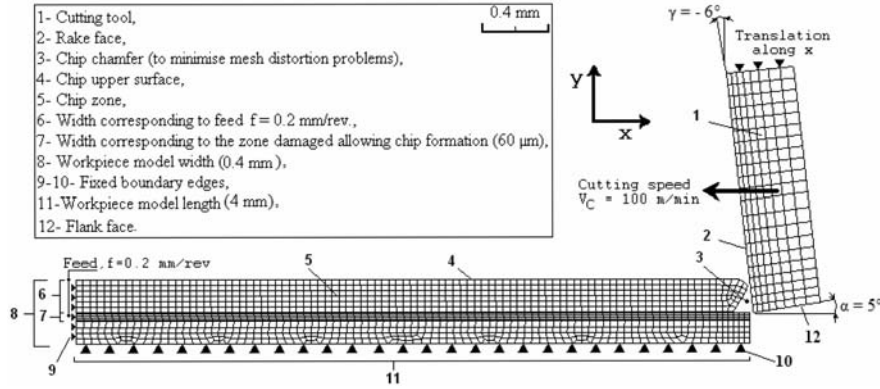 1- Cutting tool,
2- Rake face,
3- Chip chamfer (to minimise mesh distortion problems),
4- Chip upper surface,
5- Chip zone,
6- Width corresponding to feed f = 0.2 mm/rev.,
7- Width corresponding to the zone damaged allowing chip formation (60 μm),
8- Workpiece model width (0.4 mm),
9-10- Fixed boundary edges,
11-Workpiece model length (4 mm),
12- Flank face.
0.4 mm
γ = - 6°
Translation
along x
y
x
1
Cutting speed
V_C = 100 m/min
2
3
4
5
Feed, f=0.2 mm/rev
6
7
8
9
10
11
12
α = 5°